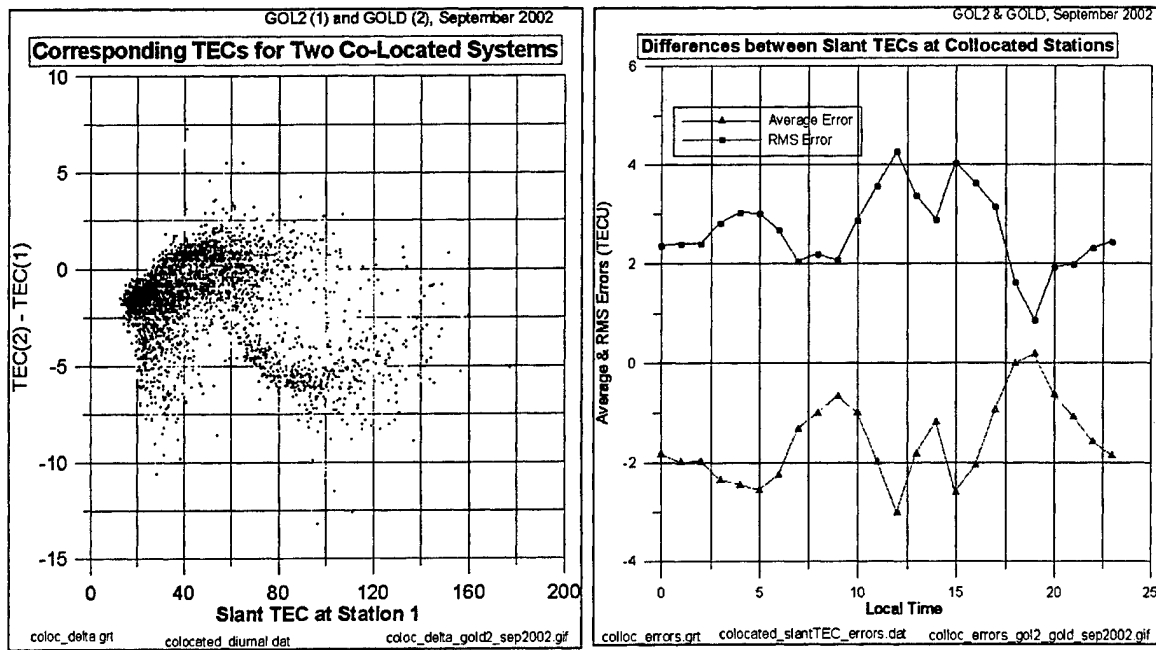 GOL2 (1) and GOLD (2), September 2002
Corresponding TECs for Two Co-Located Systems
10
5
0
-5
-10
-15
TEC(2) - TEC(1)
0 40 80 120 160 200
Slant TEC at Station 1
coloc_delta.grt colocated_diurnal.dat coloc_delta_gold2_sep2002.gif
GOL2 & GOLD, September 2002
Differences between Slant TECs at Collocated Stations
6
Average Error
RMS Error
4
2
0
-2
-4
Average & RMS Errors (TECU)
0 5 10 15 20 25
Local Time
colloc_errors.grt colocated_slantTEC_errors.dat colloc_errors_gol2_gold_sep2002.gif